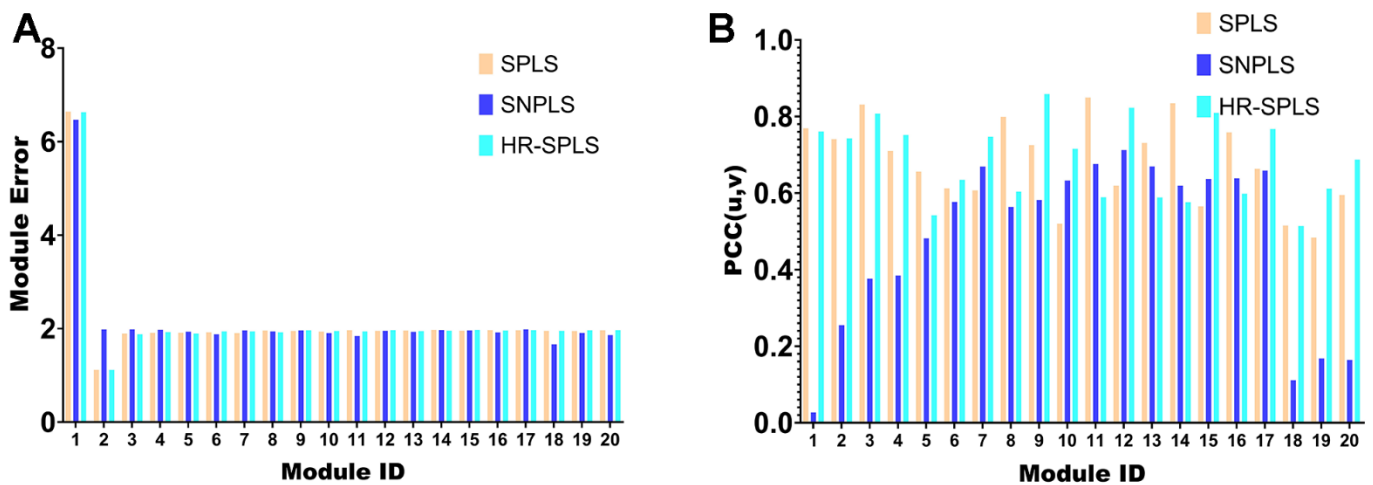 A
8
6
4
2
0
Module Error
SPLS
SNPLS
HR-SPLS
1 2 3 4 5 6 7 8 9 10 11 12 13 14 15 16 17 18 19 20
Module ID
B
1.0
0.8
0.6
0.4
0.2
0.0
PCC(u,v)
SPLS
SNPLS
HR-SPLS
1 2 3 4 5 6 7 8 9 10 11 12 13 14 15 16 17 18 19 20
Module ID